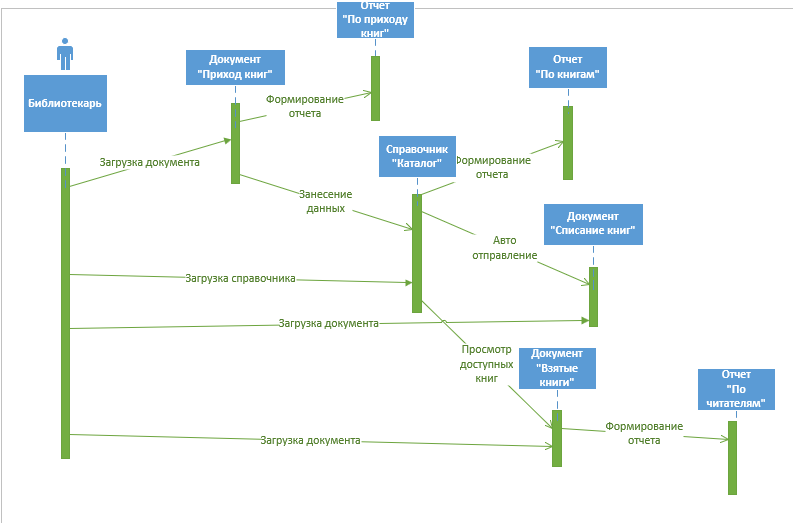 Отчет
"По приходу
книг"
Документ
"Приход книг"
Отчет
"По книгам"
Библиотекарь
Формирование
отчета
Справочник
"Каталог"
Загрузка документа
Формирование
отчета
Занесение
данных
Документ
"Списание книг"
Авто
отправление
Загрузка справочника
Загрузка документа
Просмотр
доступных
книг
Документ
"Взятые
книги"
Отчет
"По
читателям"
Формирование
отчета
Загрузка документа